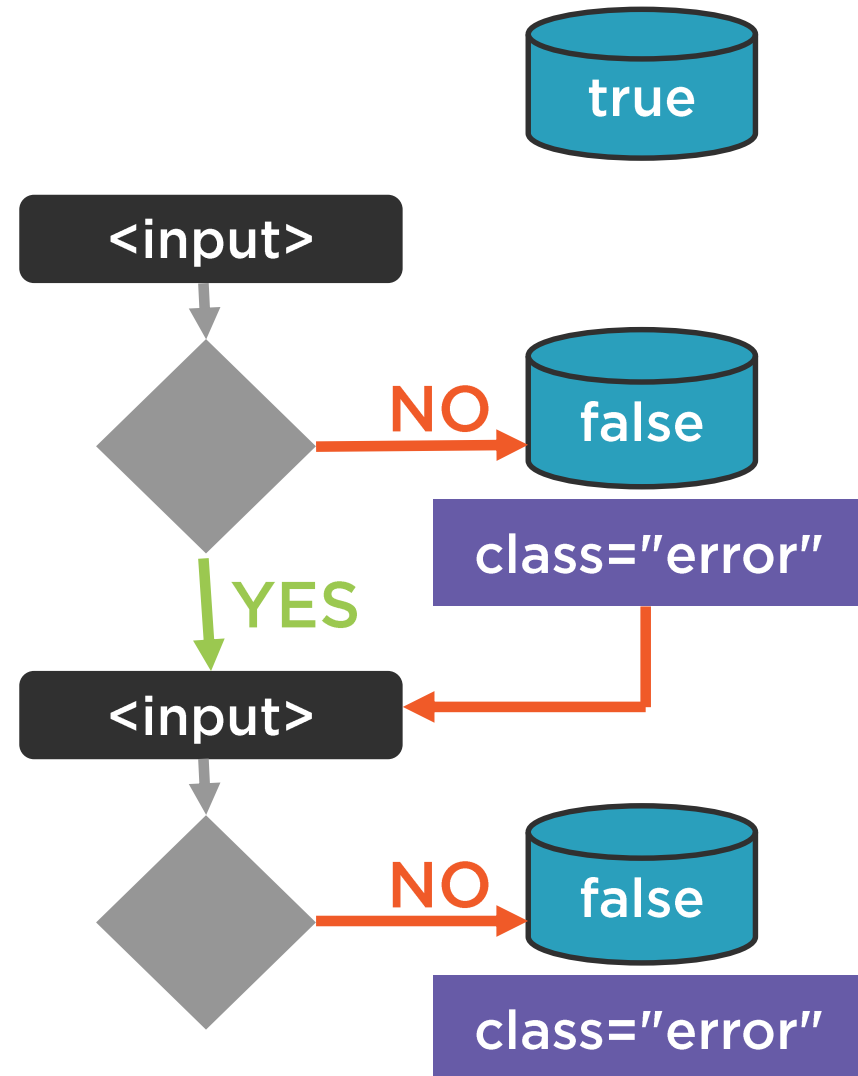 true
<input>
NO
false
class="error"
YES
<input>
NO
false
class="error"